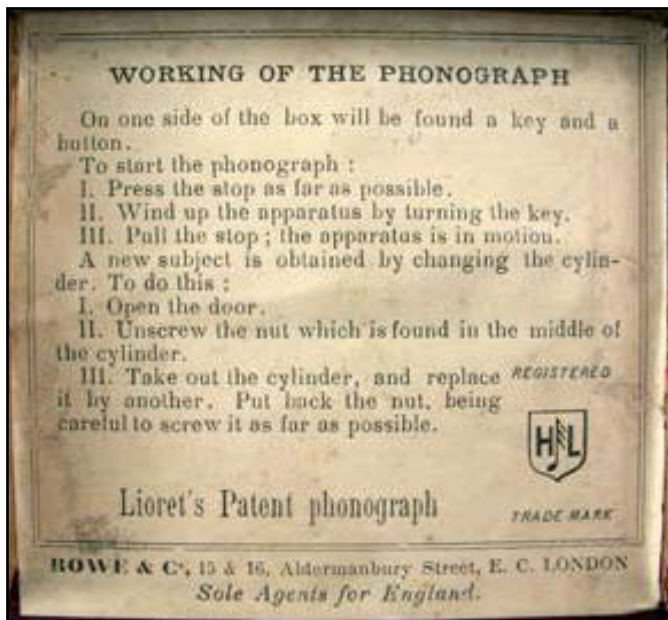 WORKING OF THE PHONOGRAPH
On one side of the box will be found a key and a
button.
To start the phonograph :
I. Press the stop as far as possible.
II. Wind up the apparatus by turning the key.
III. Pull the stop ; the apparatus is in motion.
A new subject is obtained by changing the cylin-
der. To do this :
I. Open the door.
II. Unscrew the nut which is found in the middle of
the cylinder.
III. Take out the cylinder, and replace
it by another. Put back the nut, being
careful to screw it as far as possible.
REGISTERED
HL
TRADE MARK
Lioret's Patent phonograph
ROWE & Co, 15 & 16, Aldermanbury Street, E. C. LONDON
Sole Agents for England.